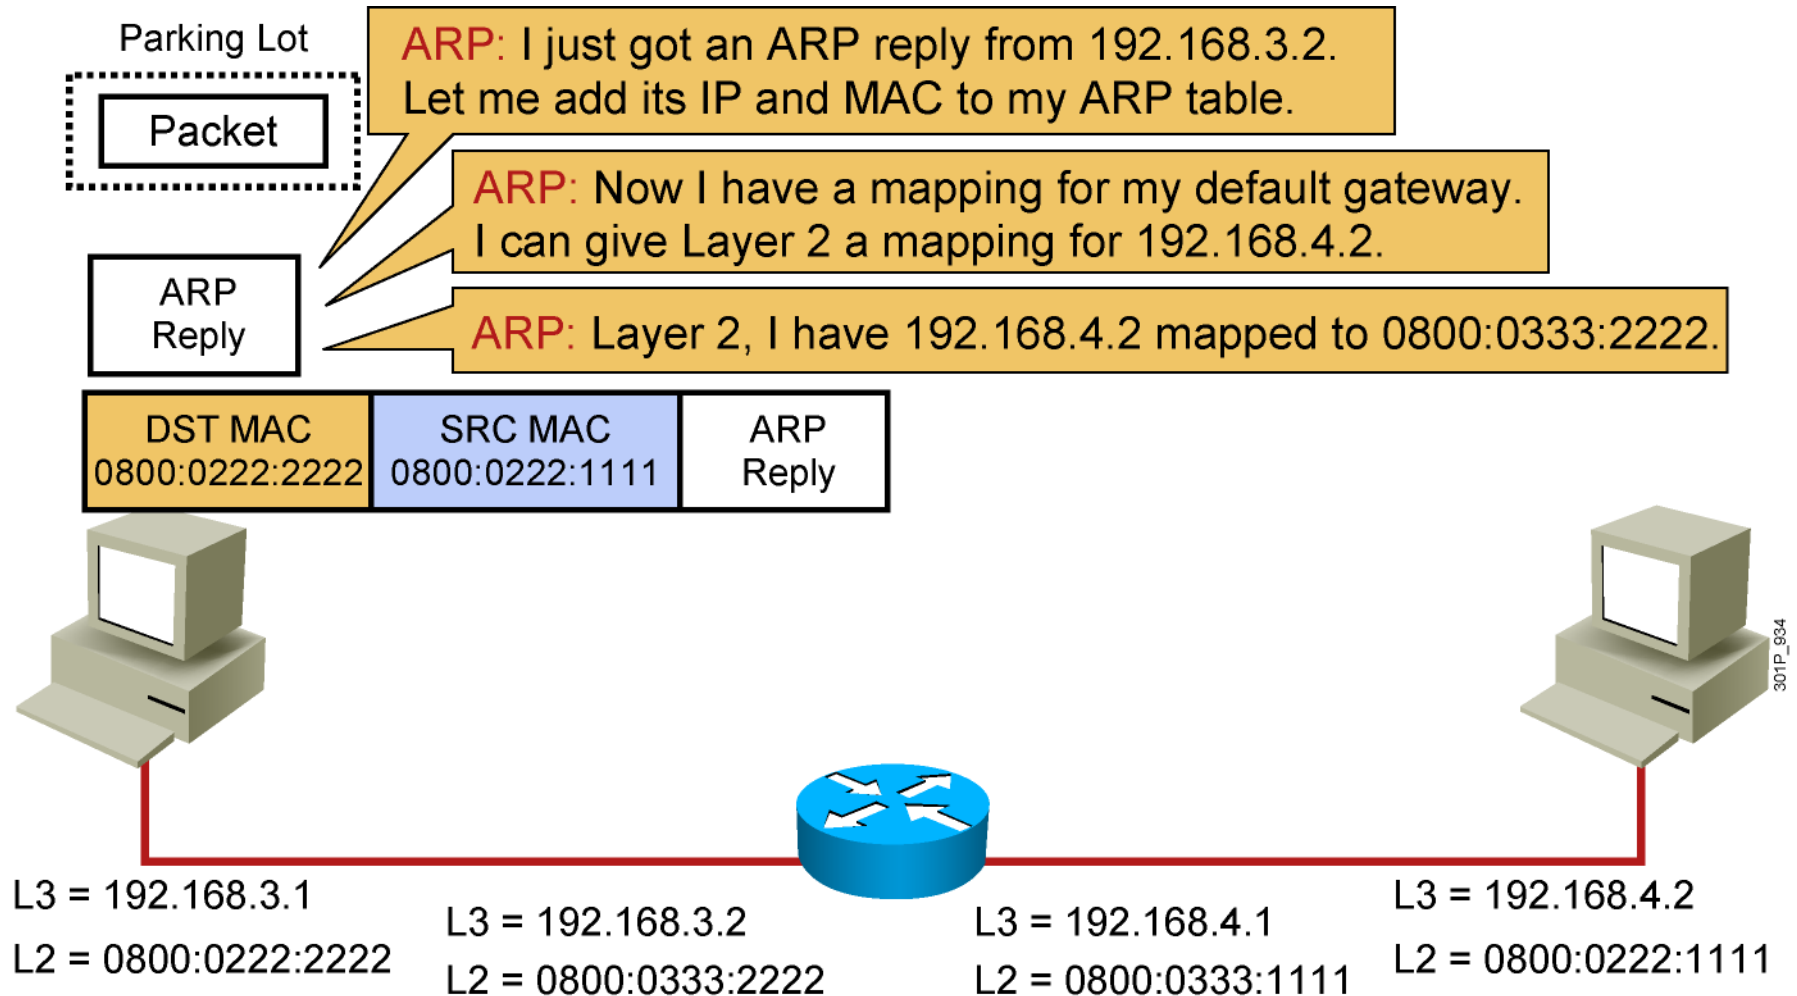 Parking Lot
Packet
ARP: I just got an ARP reply from 192.168.3.2.
Let me add its IP and MAC to my ARP table.
ARP: Now I have a mapping for my default gateway.
I can give Layer 2 a mapping for 192.168.4.2.
ARP
Reply
ARP: Layer 2, I have 192.168.4.2 mapped to 0800:0333:2222.
DST MAC
0800:0222:2222
SRC MAC
0800:0222:1111
ARP
Reply
301P_934
L3 = 192.168.3.1
L2 = 0800:0222:2222
L3 = 192.168.3.2
L2 = 0800:0333:2222
L3 = 192.168.4.1
L2 = 0800:0333:1111
L3 = 192.168.4.2
L2 = 0800:0222:1111